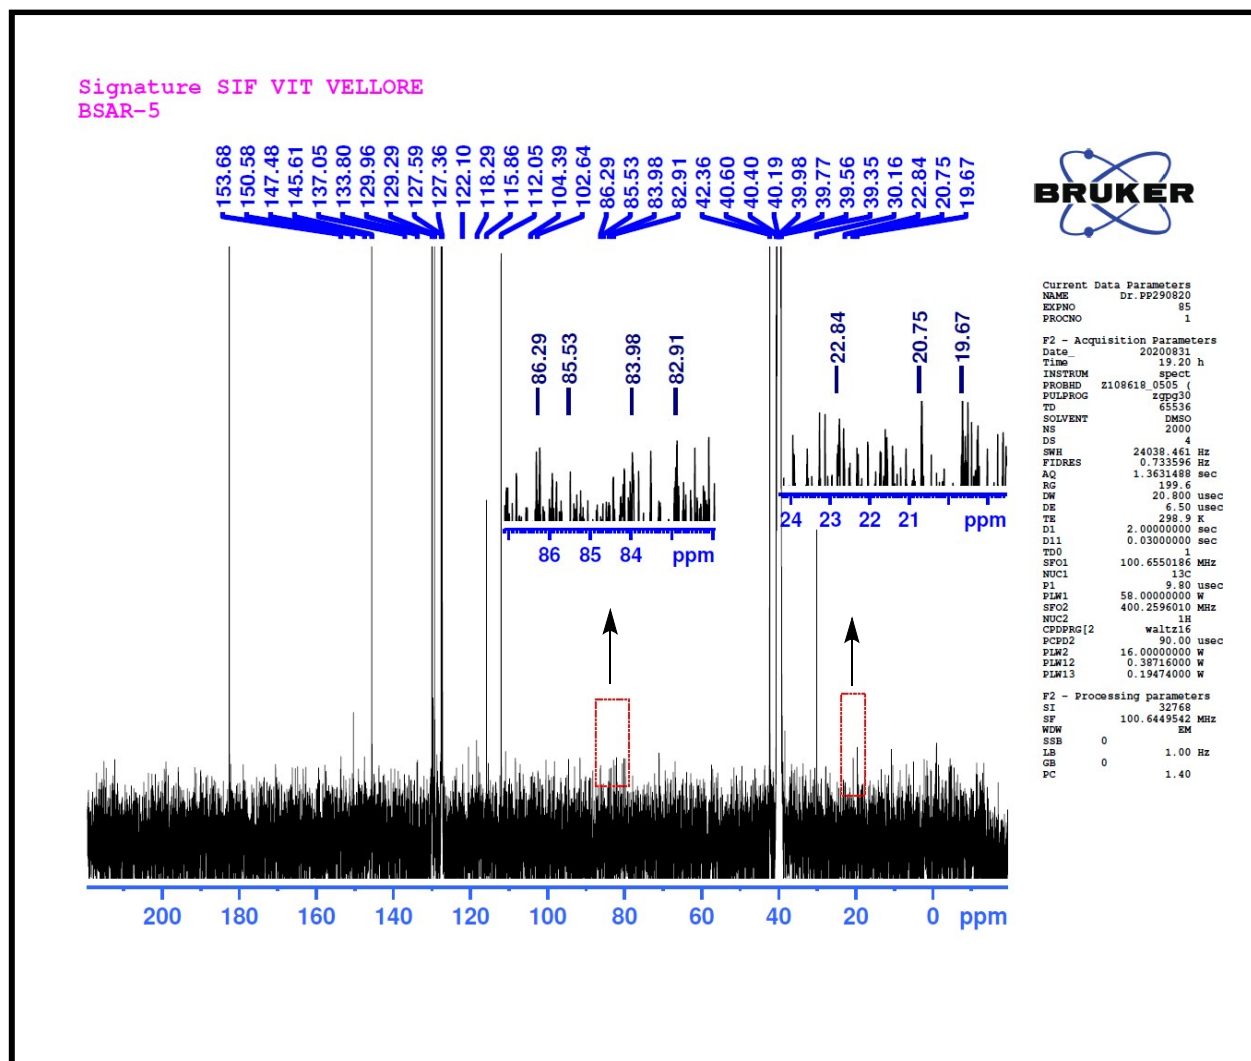 Signature SIF VIT VELLORE
BSAR-5
153.68
150.58
147.48
145.61
137.05
133.80
129.96
129.29
127.59
127.36
122.10
118.29
115.86
112.05
104.39
102.64
86.29
85.53
83.98
82.91
42.36
40.60
40.40
40.19
39.98
39.77
39.56
39.35
30.16
22.84
20.75
19.67
BRUKER
86.29
85.53
83.98
82.91
86 85 84 ppm
22.84
20.75
19.67
24 23 22 21 ppm
200 180 160 140 120 100 80 60 40 20 0 ppm
Current Data Parameters
NAME Dr.PP290820
EXPNO 85
PROCNO 1
F2 - Acquisition Parameters
Date_ 20200831
Time 19.20 h
INSTRUM spect
PROBHD Z108618_0505 (
PULPROG zgpg30
TD 65536
SOLVENT DMSO
NS 2000
DS 4
SWH 24038.461 Hz
FIDRES 0.733596 Hz
AQ 1.3631488 sec
RG 199.6
DW 20.800 usec
DE 6.50 usec
TE 298.9 K
D1 2.00000000 sec
D11 0.03000000 sec
TD0 1
SFO1 100.6550186 MHz
NUC1 13C
P1 9.80 usec
PLW1 58.00000000 W
SFO2 400.2596010 MHz
NUC2 1H
CPDPRG[2 waltz16
PCPD2 90.00 usec
PLW2 16.00000000 W
PLW12 0.38716000 W
PLW13 0.19474000 W
F2 - Processing parameters
SI 32768
SF 100.6449542 MHz
WDW EM
SSB 0
LB 1.00 Hz
GB 0
PC 1.40